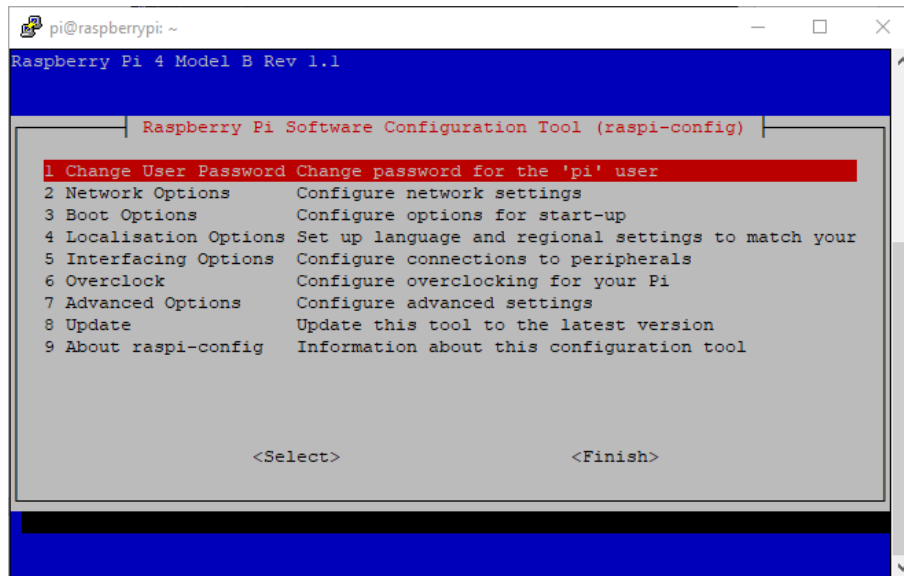 pi@raspberrypi: ~
Raspberry Pi 4 Model B Rev 1.1
Raspberry Pi Software Configuration Tool (raspi-config)
1 Change User Password Change password for the 'pi' user
2 Network Options Configure network settings
3 Boot Options Configure options for start-up
4 Localisation Options Set up language and regional settings to match your
5 Interfacing Options Configure connections to peripherals
6 Overclock Configure overclocking for your Pi
7 Advanced Options Configure advanced settings
8 Update Update this tool to the latest version
9 About raspi-config Information about this configuration tool
<Select> <Finish>